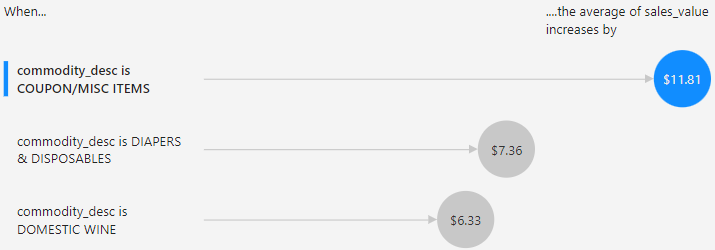 When...
....the average of sales_value
increases by
commodity_desc is
COUPON/MISC ITEMS
$11.81
commodity_desc is DIAPERS
& DISPOSABLES
$7.36
commodity_desc is
DOMESTIC WINE
$6.33